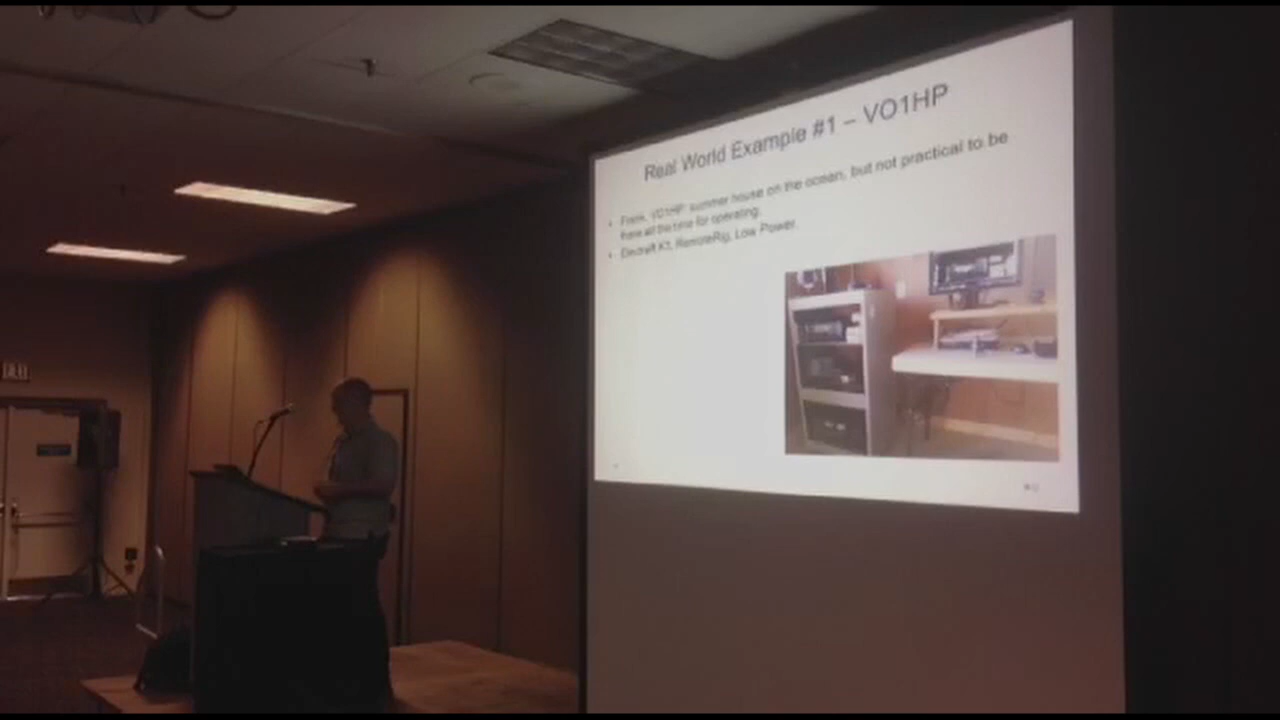 Real World Example #1 – VO1HP
• Frank, VO1HP summer house on the ocean, but not practical to be
there all the time for operating.
• Elecraft K3, RemoteRig, Low Power.